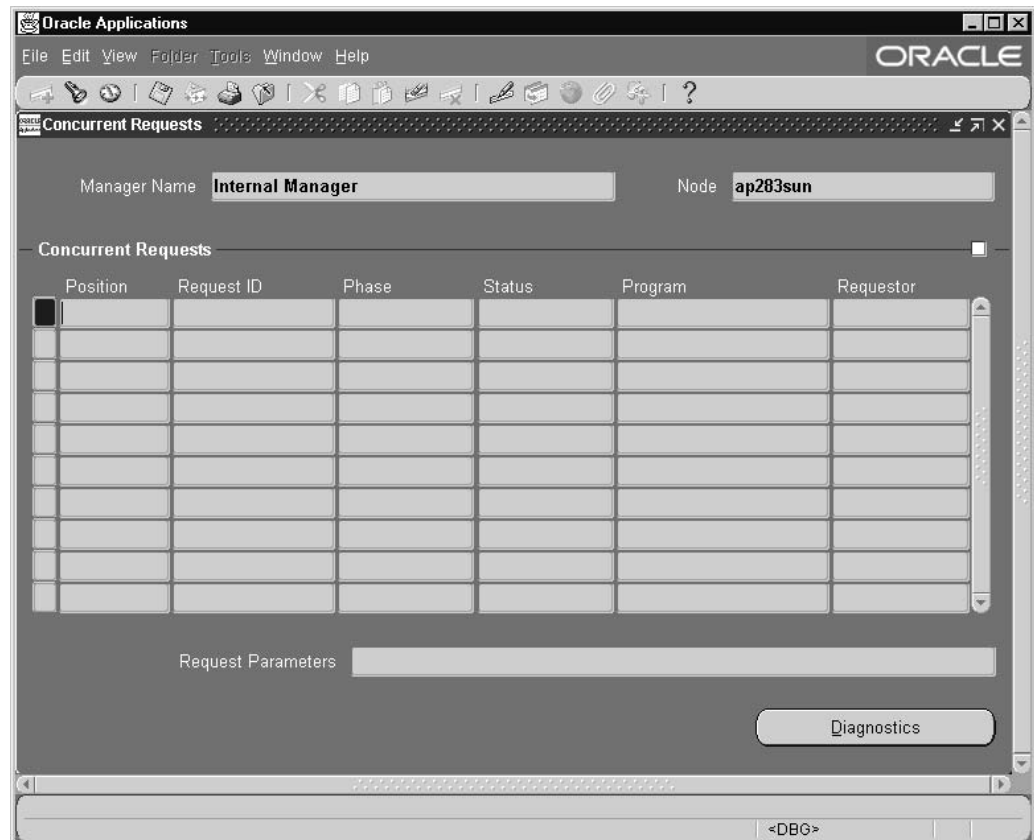 Oracle Applications
File Edit View Folder Tools Window Help
ORACLE
Concurrent Requests
Manager Name Internal Manager Node ap283sun
Concurrent Requests
Position Request ID Phase Status Program Requestor
Request Parameters
Diagnostics
<DBG>